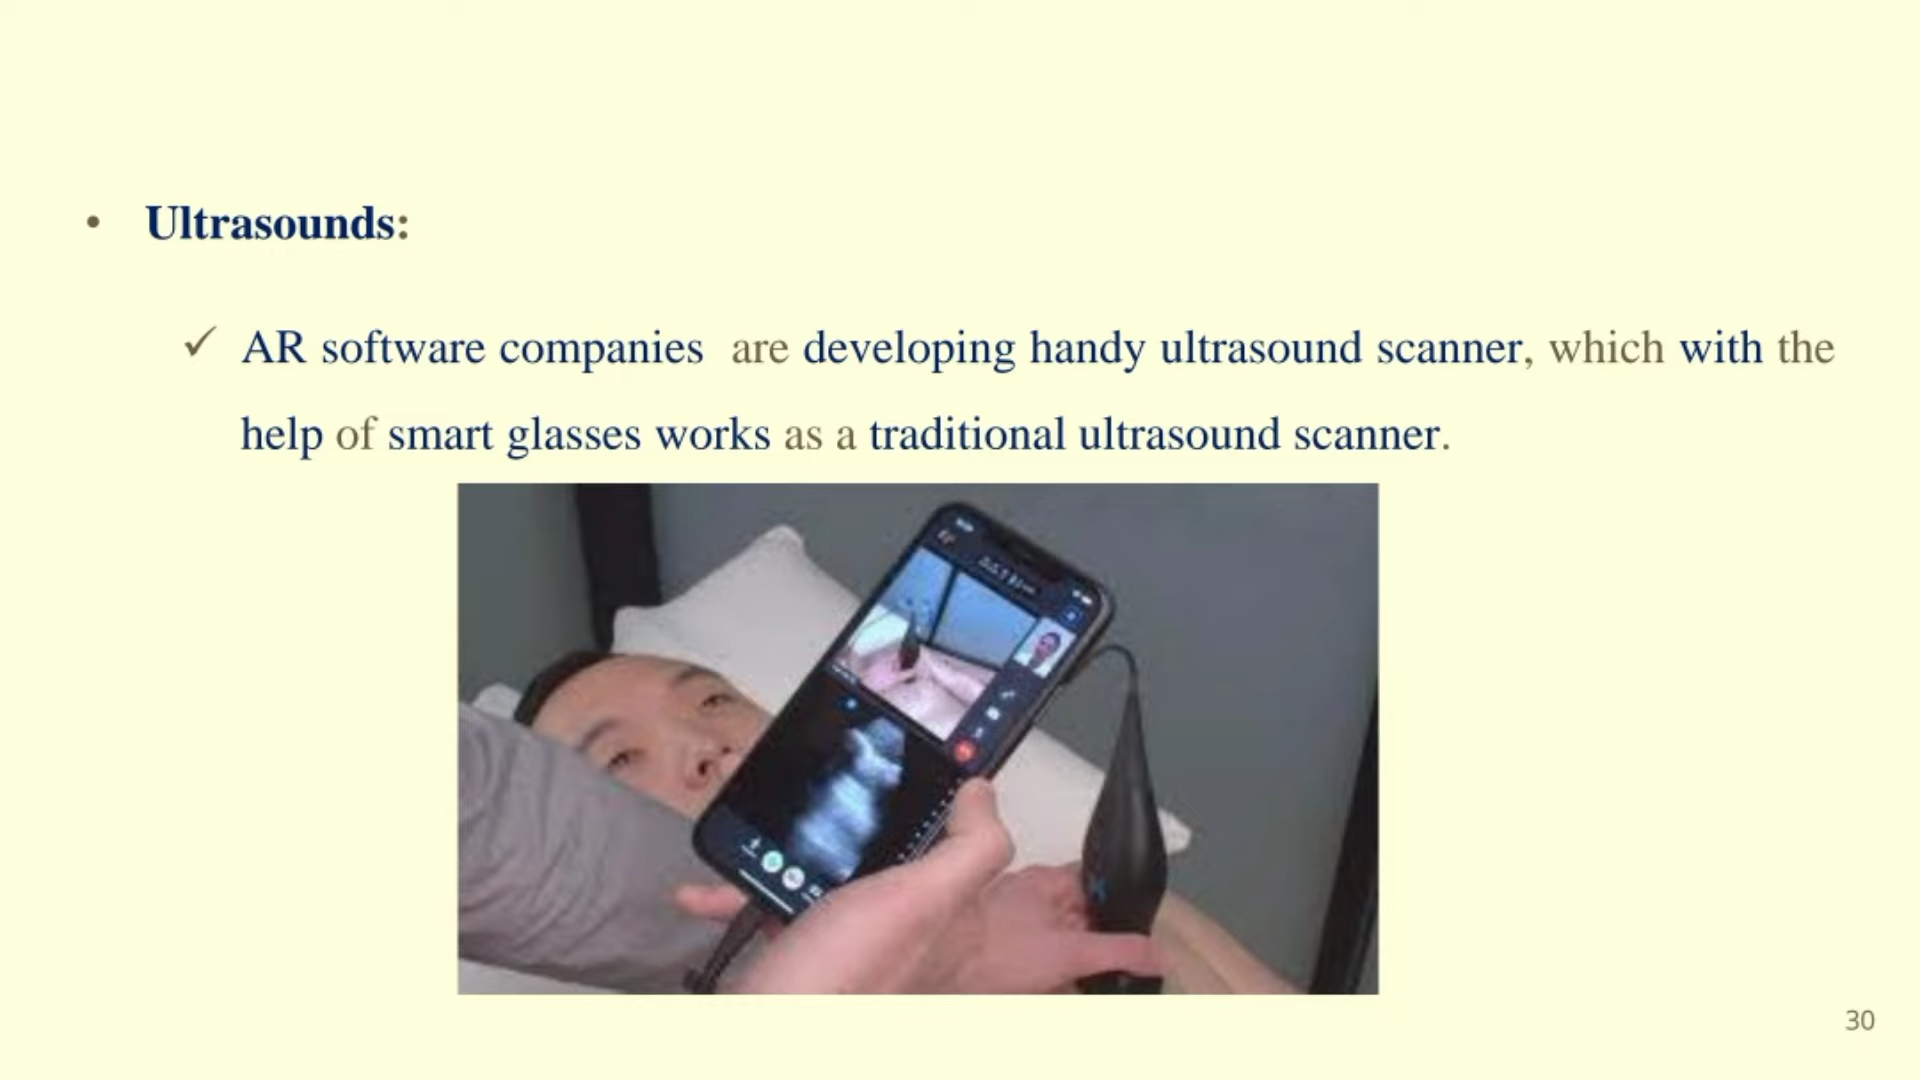 • Ultrasounds:
✓ AR software companies  are developing handy ultrasound scanner, which with the
help of smart glasses works as a traditional ultrasound scanner.
30